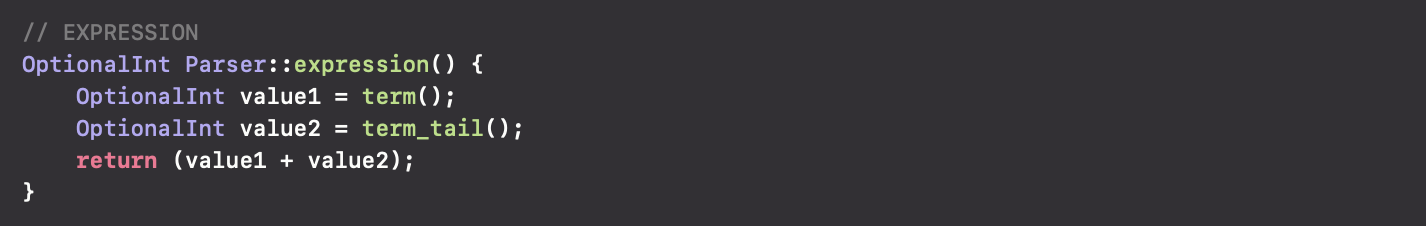 // EXPRESSION
OptionalInt Parser::expression() {
    OptionalInt value1 = term();
    OptionalInt value2 = term_tail();
    return (value1 + value2);
}